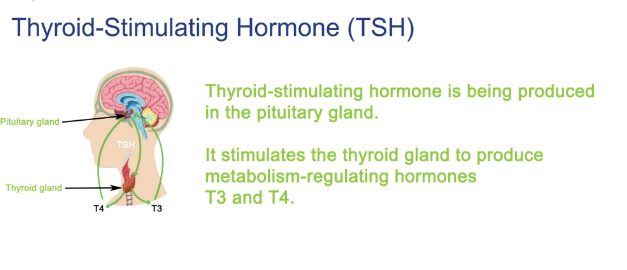 Thyroid-Stimulating Hormone (TSH)
Pituitary gland
TSH
Thyroid gland
T4
T3
Thyroid-stimulating hormone is being produced
in the pituitary gland.
It stimulates the thyroid gland to produce
metabolism-regulating hormones
T3 and T4.